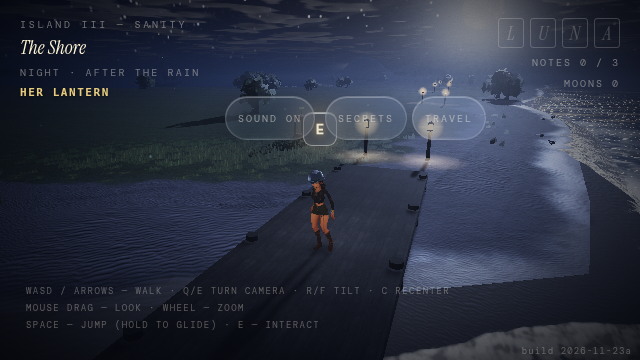 ISLAND III — SANITY
The Shore
NIGHT · AFTER THE RAIN
HER LANTERN
LUNA
NOTES 0 / 3
MOONS 0
SOUND ON
E
SECRETS
TRAVEL
WASD / ARROWS — WALK · Q/E TURN CAMERA · R/F TILT · C RECENTER
MOUSE DRAG — LOOK · WHEEL — ZOOM
SPACE — JUMP (HOLD TO GLIDE) · E — INTERACT
build 2026-11-23a